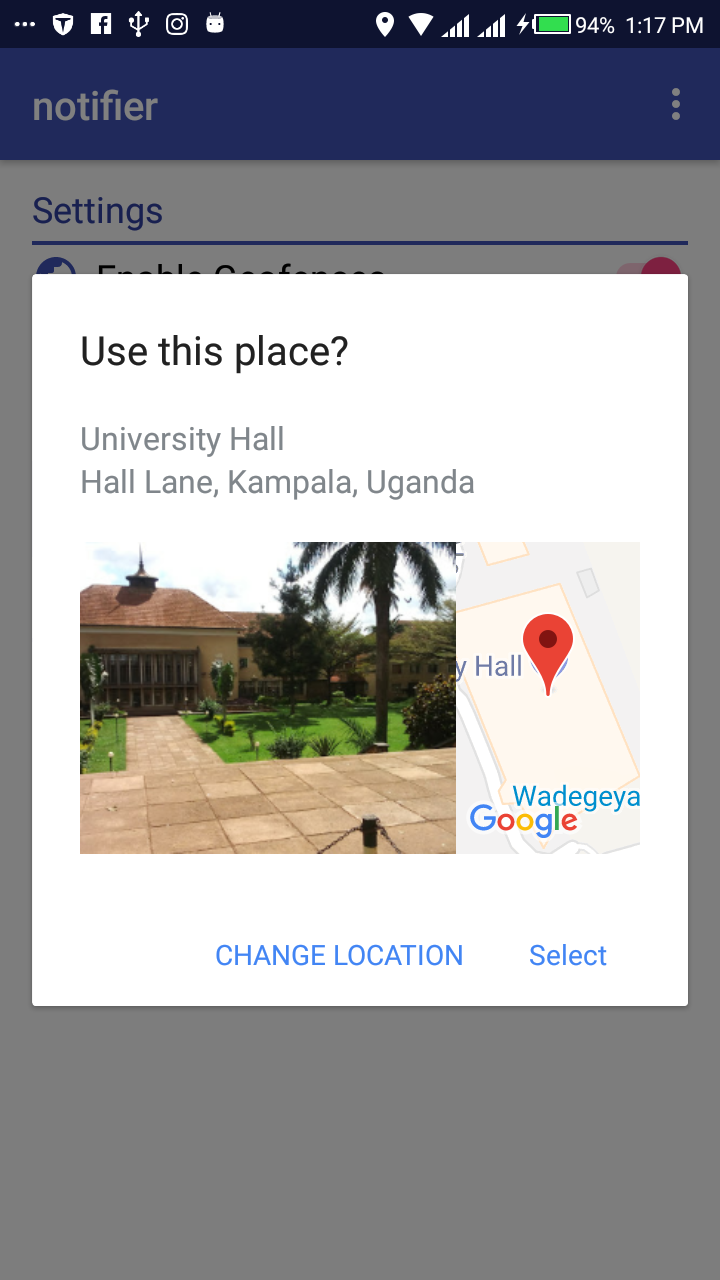 94% 1:17 PM
notifier
Settings
Enable Geofences
Use this place?
University Hall
Hall Lane, Kampala, Uganda
y Hall
Wadegeya
Google
CHANGE LOCATION
Select